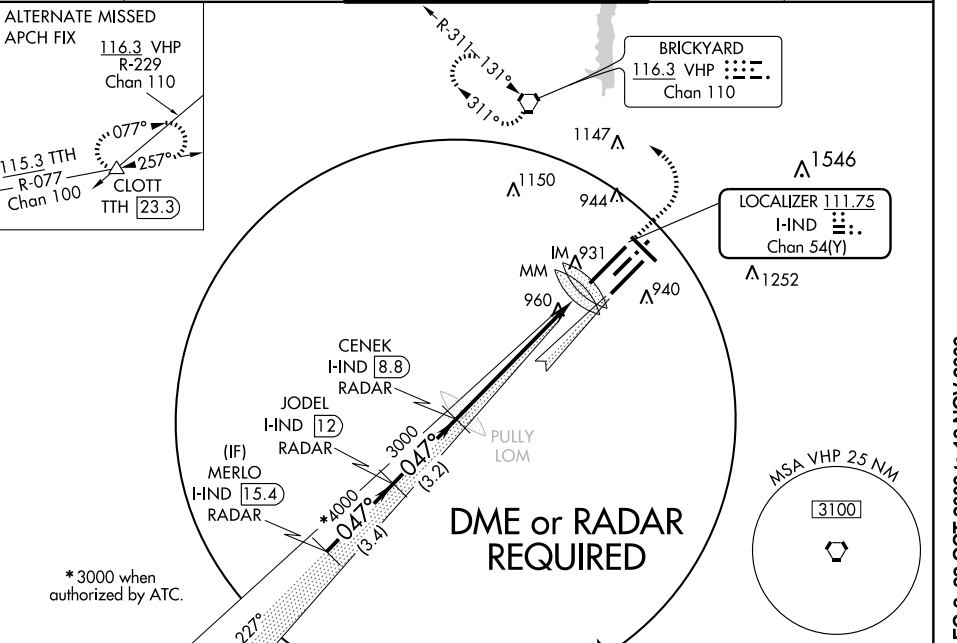 ALTERNATE MISSED
APCH FIX
116.3 VHP
R-229
Chan 110
077°
257°
115.3 TTH
R-077
Chan 100
CLOTT
TTH 23.3
R-311
131°
311°
BRICKYARD
116.3 VHP
Chan 110
1147
1546
1150
944
LOCALIZER 111.75
I-IND
Chan 54(Y)
IM
931
MM
1252
940
960
CENEK
I-IND 8.8
RADAR
JODEL
I-IND 12
RADAR
PULLY
LOM
3000
047°
(3.2)
(IF)
MERLO
I-IND 15.4
RADAR
*4000
047°
(3.4)
DME or RADAR
REQUIRED
MSA VHP 25 NM
3100
* 3000 when
authorized by ATC.
227°